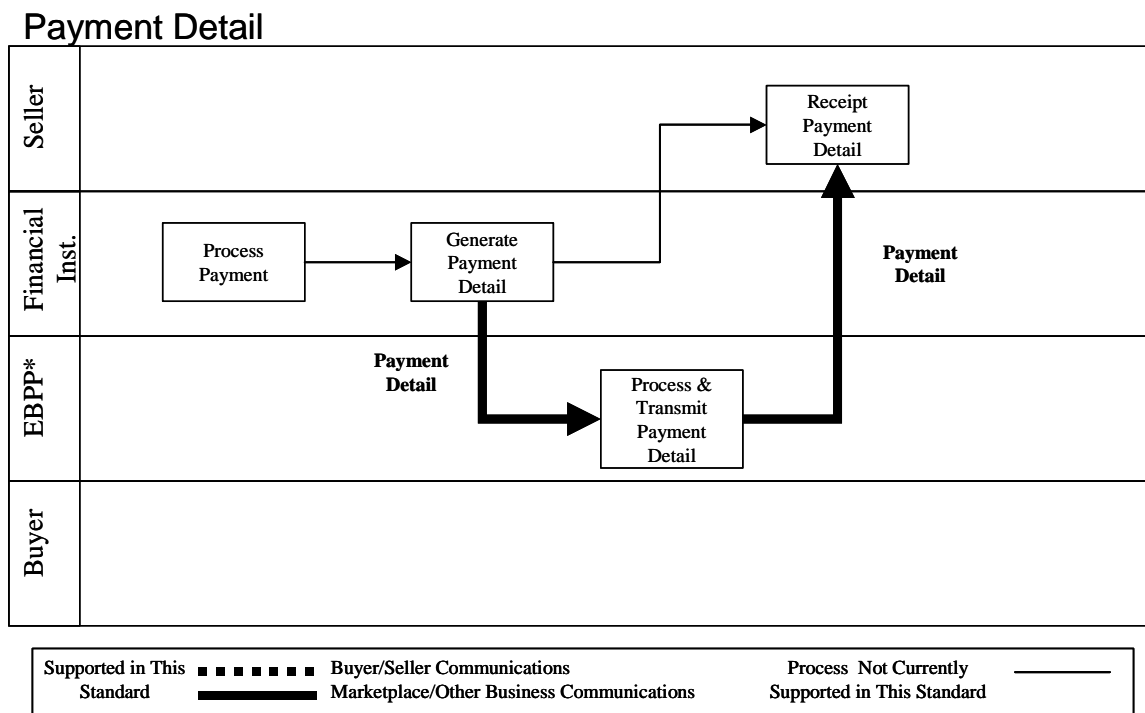 Payment Detail
Seller
Receipt
Payment
Detail
Financial
Inst.
Process
Payment
Generate
Payment
Detail
Payment
Detail
EBPP*
Payment
Detail
Process &
Transmit
Payment
Detail
Buyer
Supported in This
Standard
Buyer/Seller Communications
Marketplace/Other Business Communications
Process Not Currently
Supported in This Standard